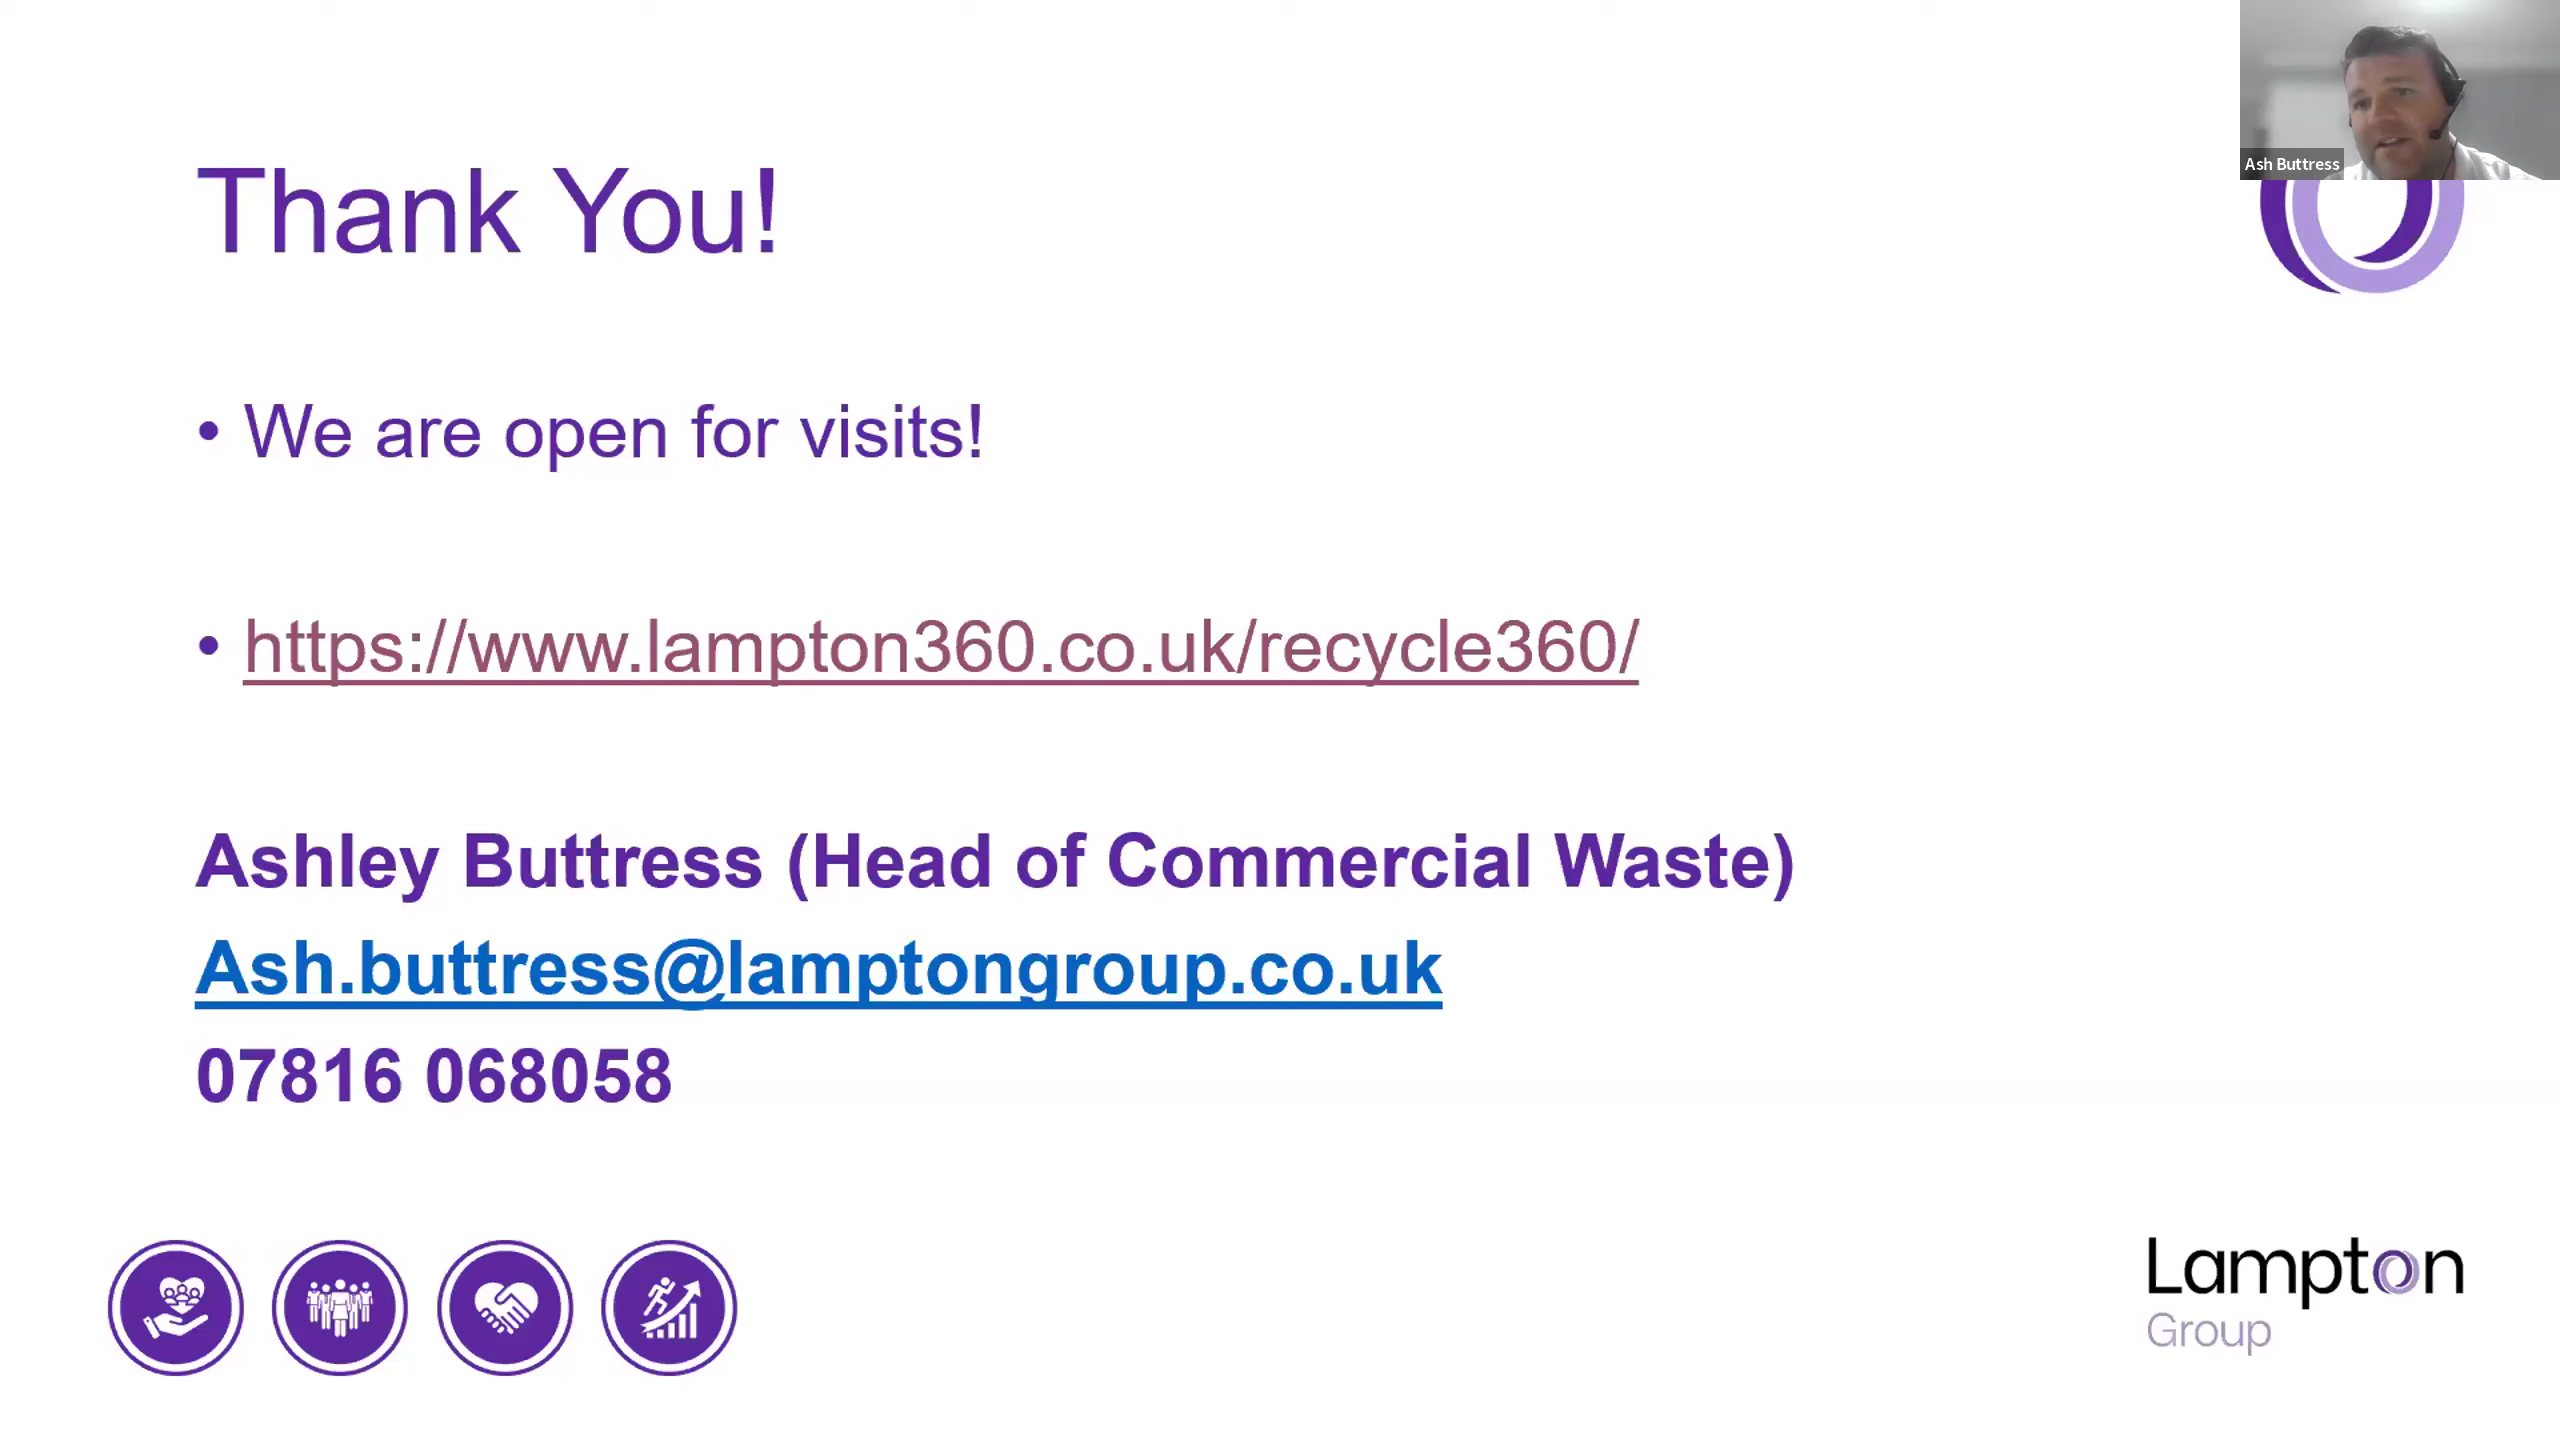 Ash Buttress
Thank You!
• We are open for visits!
• https://www.lampton360.co.uk/recycle360/
Ashley Buttress (Head of Commercial Waste)
Ash.buttress@lamptongroup.co.uk
07816 068058
Lampton
Group